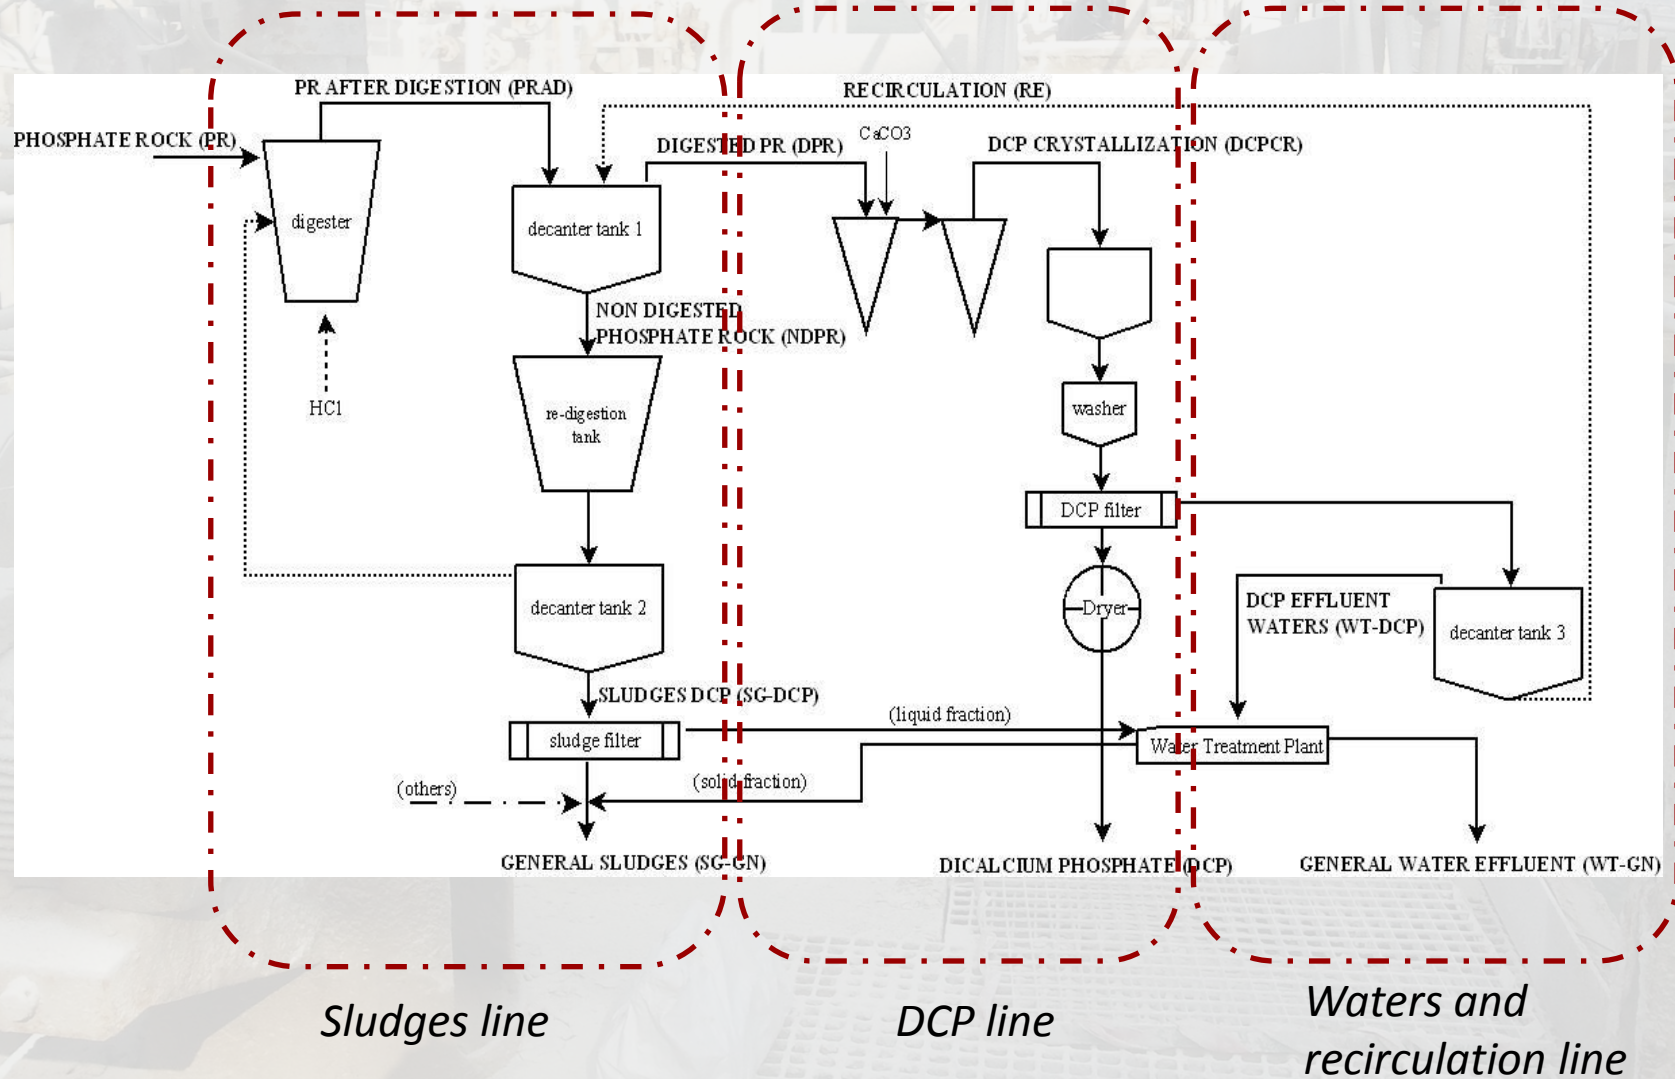 PR AFTER DIGESTION (PRAD)
RECIRCULATION (RE)
PHOSPHATE ROCK (PR)
DIGESTED PR (DPR)
CaCO3
DCP CRYSTALLIZATION (DCPCR)
digester
decanter tank 1
NON DIGESTED
PHOSPHATE ROCK (NDPR)
HCl
re-digestion
tank
washer
DCP filter
decanter tank 2
Dryer
DCP EFFLUENT
WATERS (WT-DCP)
decanter tank 3
SLUDGES DCP (SG-DCP)
(liquid fraction)
sludge filter
Water Treatment Plant
(others)
(solid fraction)
GENERAL SLUDGES (SG-GN)
DICALCIUM PHOSPHATE (DCP)
GENERAL WATER EFFLUENT (WT-GN)
Sludges line
DCP line
Waters and
recirculation line